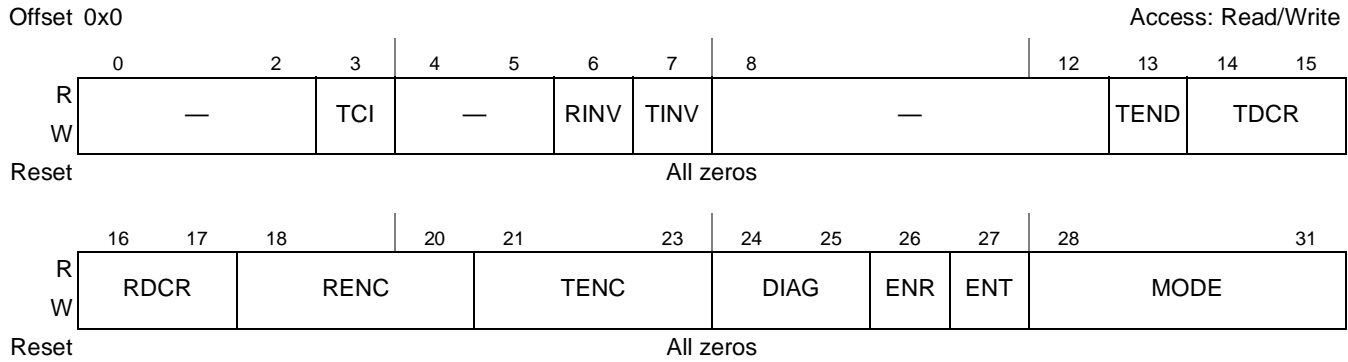 Offset 0x0 Access: Read/Write
0 2 3 4 5 6 7 8 12 13 14 15
R
— TCI — RINV TINV — TEND TDCR
W
Reset All zeros
16 17 18 20 21 23 24 25 26 27 28 31
R
RDCR RENC TENC DIAG ENR ENT MODE
W
Reset All zeros